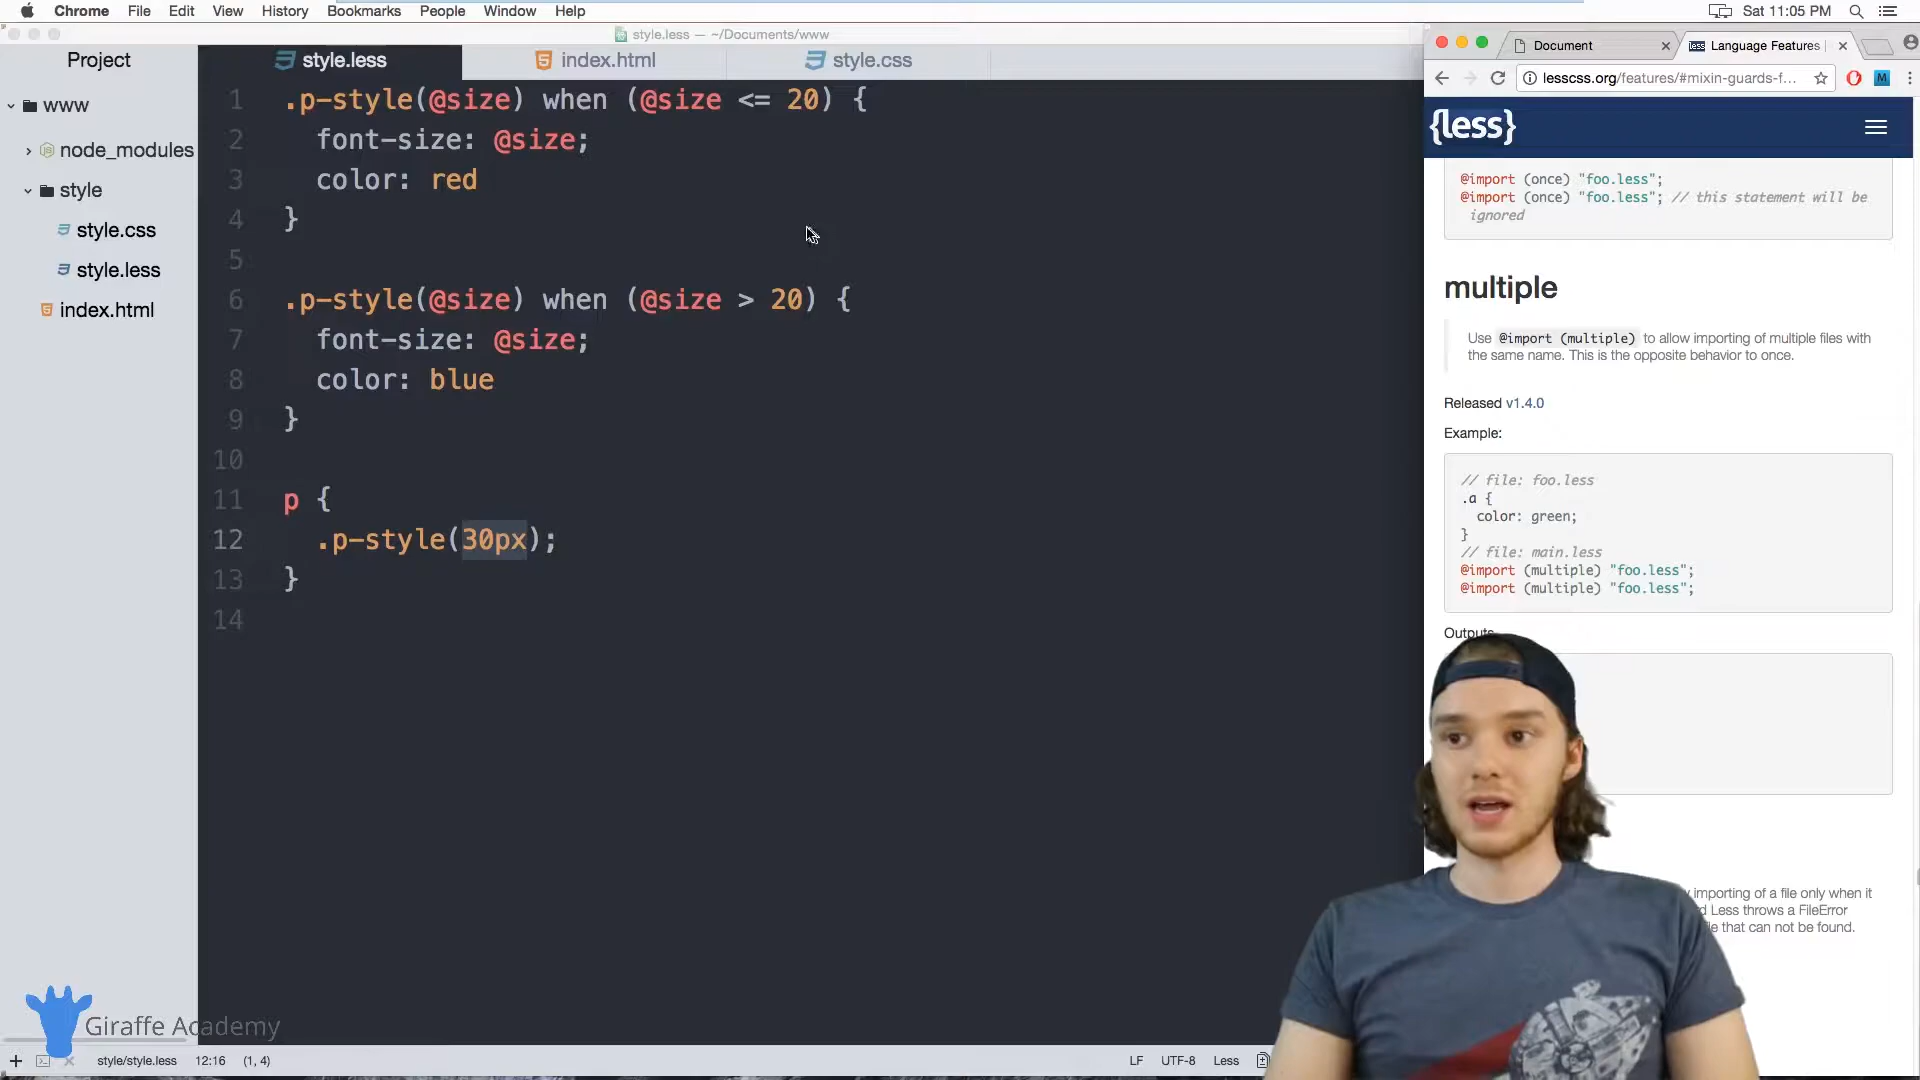 Chrome File Edit View History Bookmarks People Window Help
Sat 11:05 PM
style.less — ~/Documents/www
Project
www
node_modules
style
style.css
style.less
index.html
style.less
index.html
style.css
1 .p-style(@size) when (@size <= 20) {
2 font-size: @size;
3 color: red
4 }
5
6 .p-style(@size) when (@size > 20) {
7 font-size: @size;
8 color: blue
9 }
10
11 p {
12 .p-style(30px);
13 }
14
Document
Language Features
lesscss.org/features/#mixin-guards-f...
M
{less}
@import (once) "foo.less";
@import (once) "foo.less"; // this statement will be
ignored
multiple
Use @import (multiple) to allow importing of multiple files with
the same name. This is the opposite behavior to once.
Released v1.4.0
Example:
// file: foo.less
.a {
color: green;
}
// file: main.less
@import (multiple) "foo.less";
@import (multiple) "foo.less";
Outputs
importing of a file only when it
Less throws a FileError
that can not be found.
Giraffe Academy
style/style.less 12:16 (1, 4)
LF UTF-8 Less